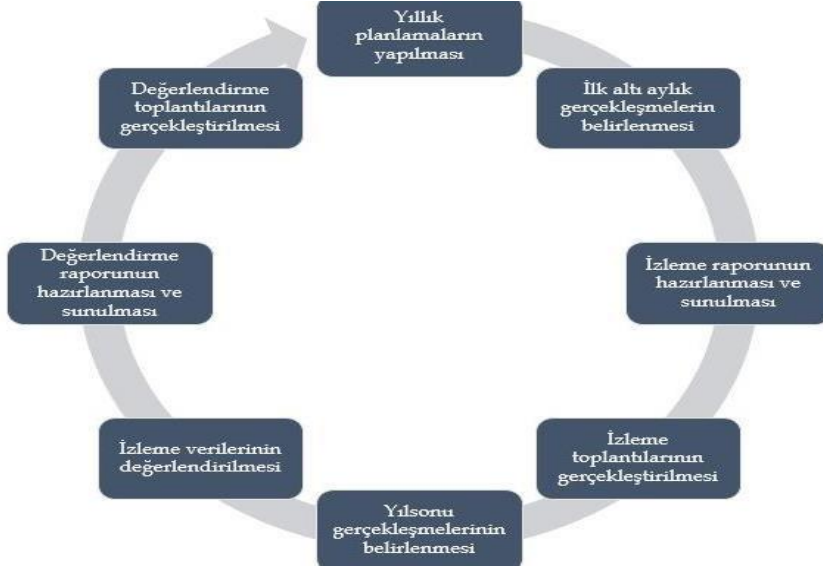 Yıllık
planlamaların
yapılması
İlk altı aylık
gerçekleşmelerin
belirlenmesi
İzleme raporunun
hazırlanması ve
sunulması
İzleme
toplantılarının
gerçekleştirilmesi
Yılsonu
gerçekleşmelerinin
belirlenmesi
İzleme verilerinin
değerlendirilmesi
Değerlendirme
raporunun
hazırlanması ve
sunulması
Değerlendirme
toplantılarının
gerçekleştirilmesi